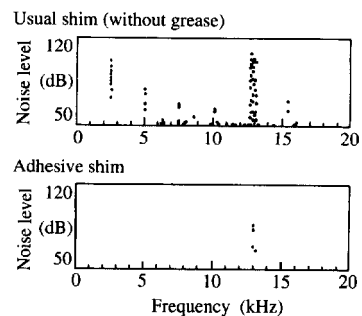 Usual shim (without grease)
120
Noise level
(dB)
50
0 5 10 15 20
Adhesive shim
120
Noise level
(dB)
50
0 5 10 15 20
Frequency (kHz)